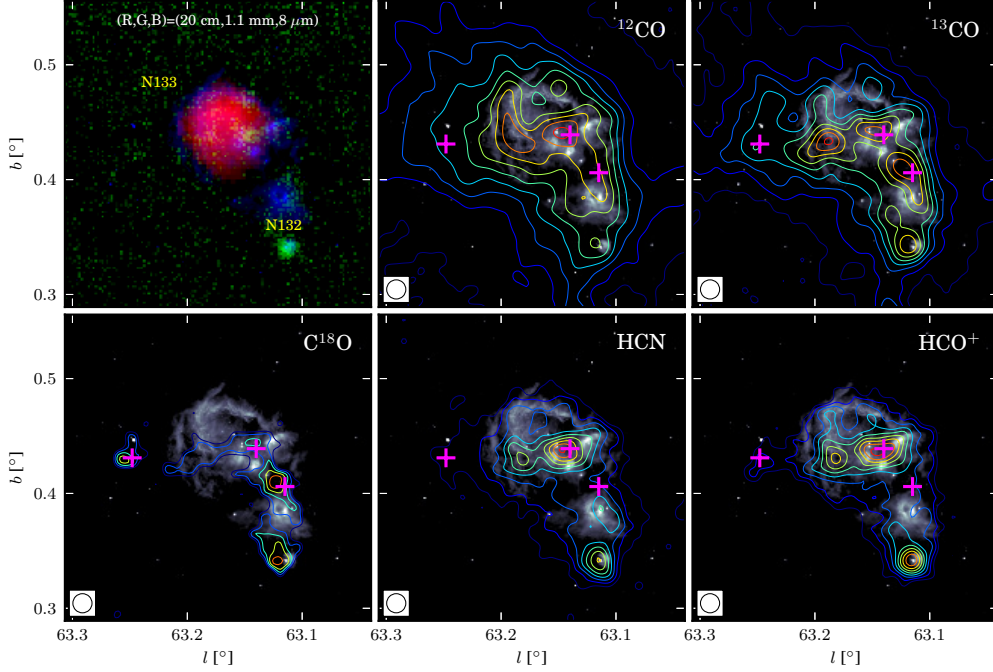 (R,G,B)=(20 cm,1.1 mm,8 μm)
N133
N132
¹²CO
¹³CO
0.5
0.4
0.3
b [°]
C¹⁸O
HCN
HCO⁺
0.5
0.4
0.3
b [°]
63.3
63.2
63.1
63.3
63.2
63.1
63.3
63.2
63.1
l [°]
l [°]
l [°]